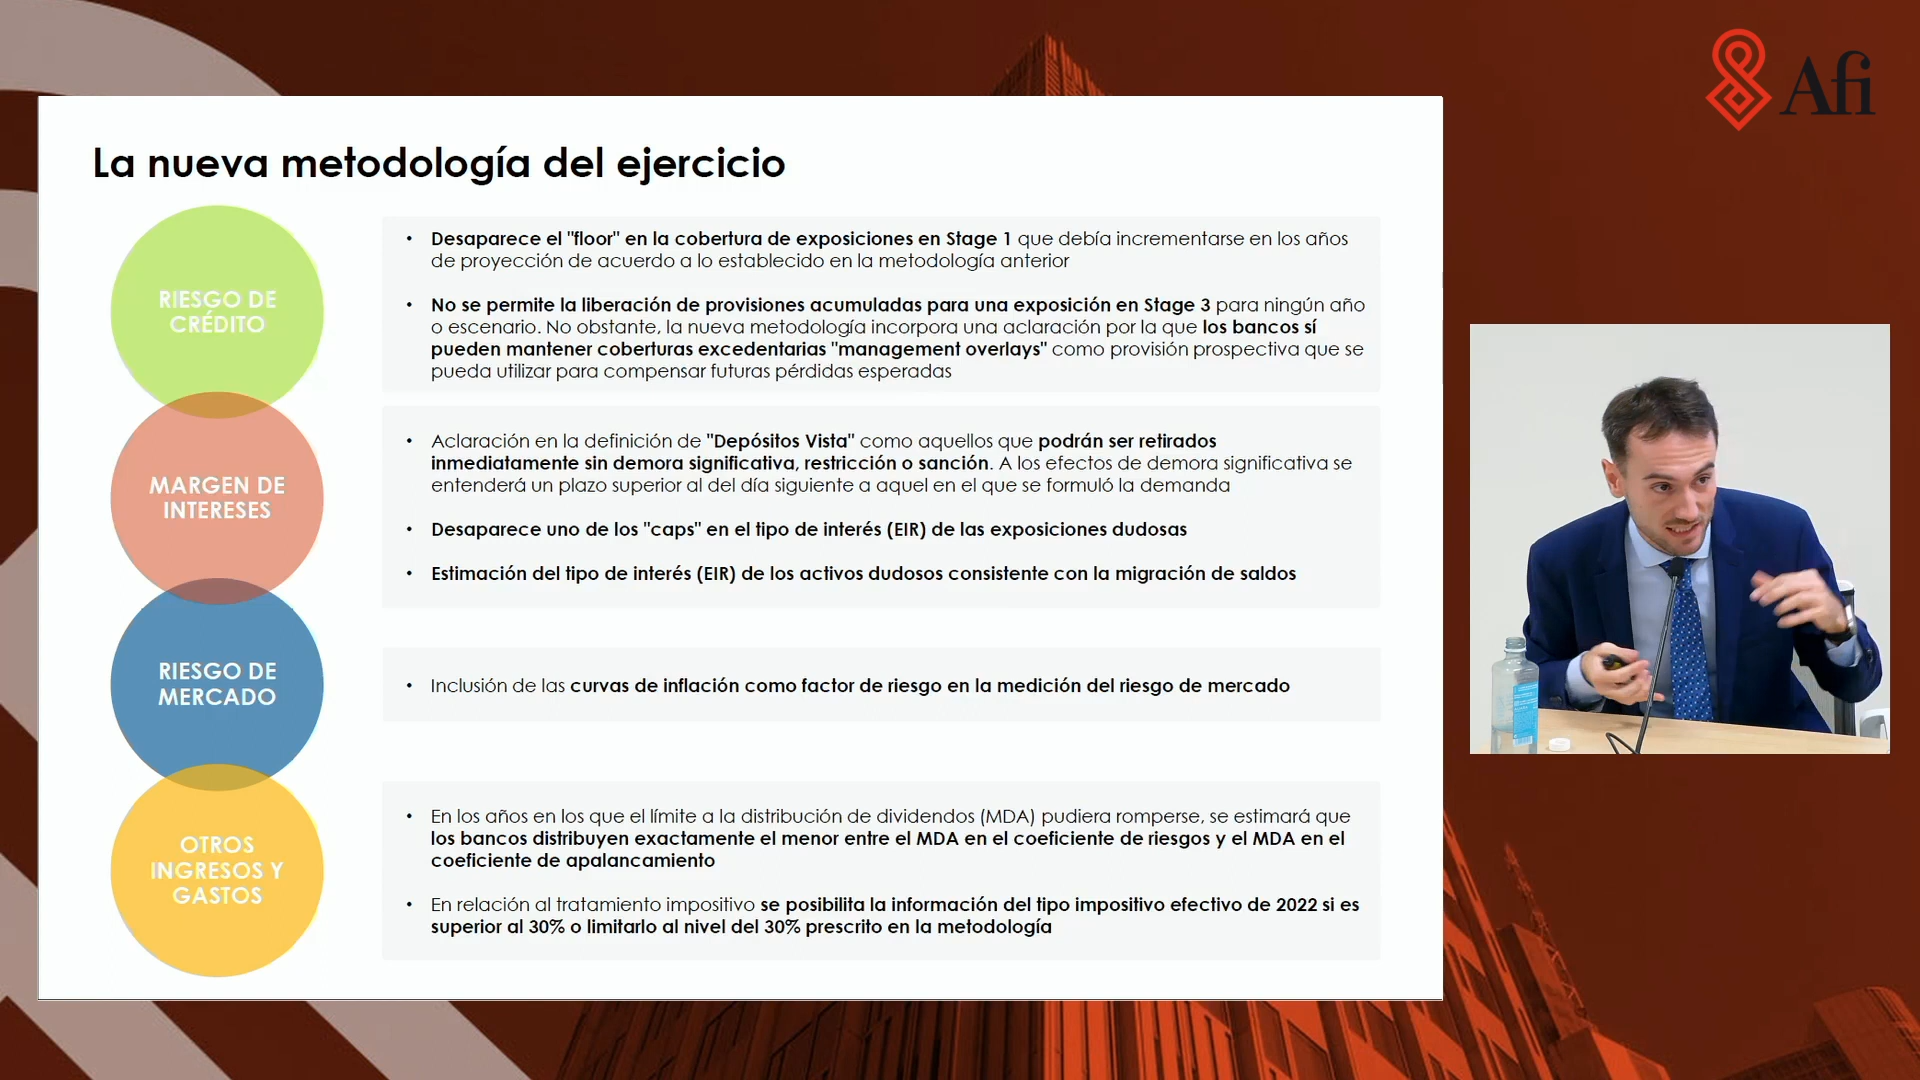 Afi
La nueva metodología del ejercicio
RIESGO DE
CRÉDITO
• Desaparece el "floor" en la cobertura de exposiciones en Stage 1 que debía incrementarse en los años
de proyección de acuerdo a lo establecido en la metodología anterior
• No se permite la liberación de provisiones acumuladas para una exposición en Stage 3 para ningún año
o escenario. No obstante, la nueva metodología incorpora una aclaración por la que los bancos sí
pueden mantener coberturas excedentarias "management overlays" como provisión prospectiva que se
pueda utilizar para compensar futuras pérdidas esperadas
MARGEN DE
INTERESES
• Aclaración en la definición de "Depósitos Vista" como aquellos que podrán ser retirados
inmediatamente sin demora significativa, restricción o sanción. A los efectos de demora significativa se
entenderá un plazo superior al del día siguiente a aquel en el que se formuló la demanda
• Desaparece uno de los "caps" en el tipo de interés (EIR) de las exposiciones dudosas
• Estimación del tipo de interés (EIR) de los activos dudosos consistente con la migración de saldos
RIESGO DE
MERCADO
• Inclusión de las curvas de inflación como factor de riesgo en la medición del riesgo de mercado
OTROS
INGRESOS Y
GASTOS
• En los años en los que el límite a la distribución de dividendos (MDA) pudiera romperse, se estimará que
los bancos distribuyen exactamente el menor entre el MDA en el coeficiente de riesgos y el MDA en el
coeficiente de apalancamiento
• En relación al tratamiento impositivo se posibilita la información del tipo impositivo efectivo de 2022 si es
superior al 30% o limitarlo al nivel del 30% prescrito en la metodología